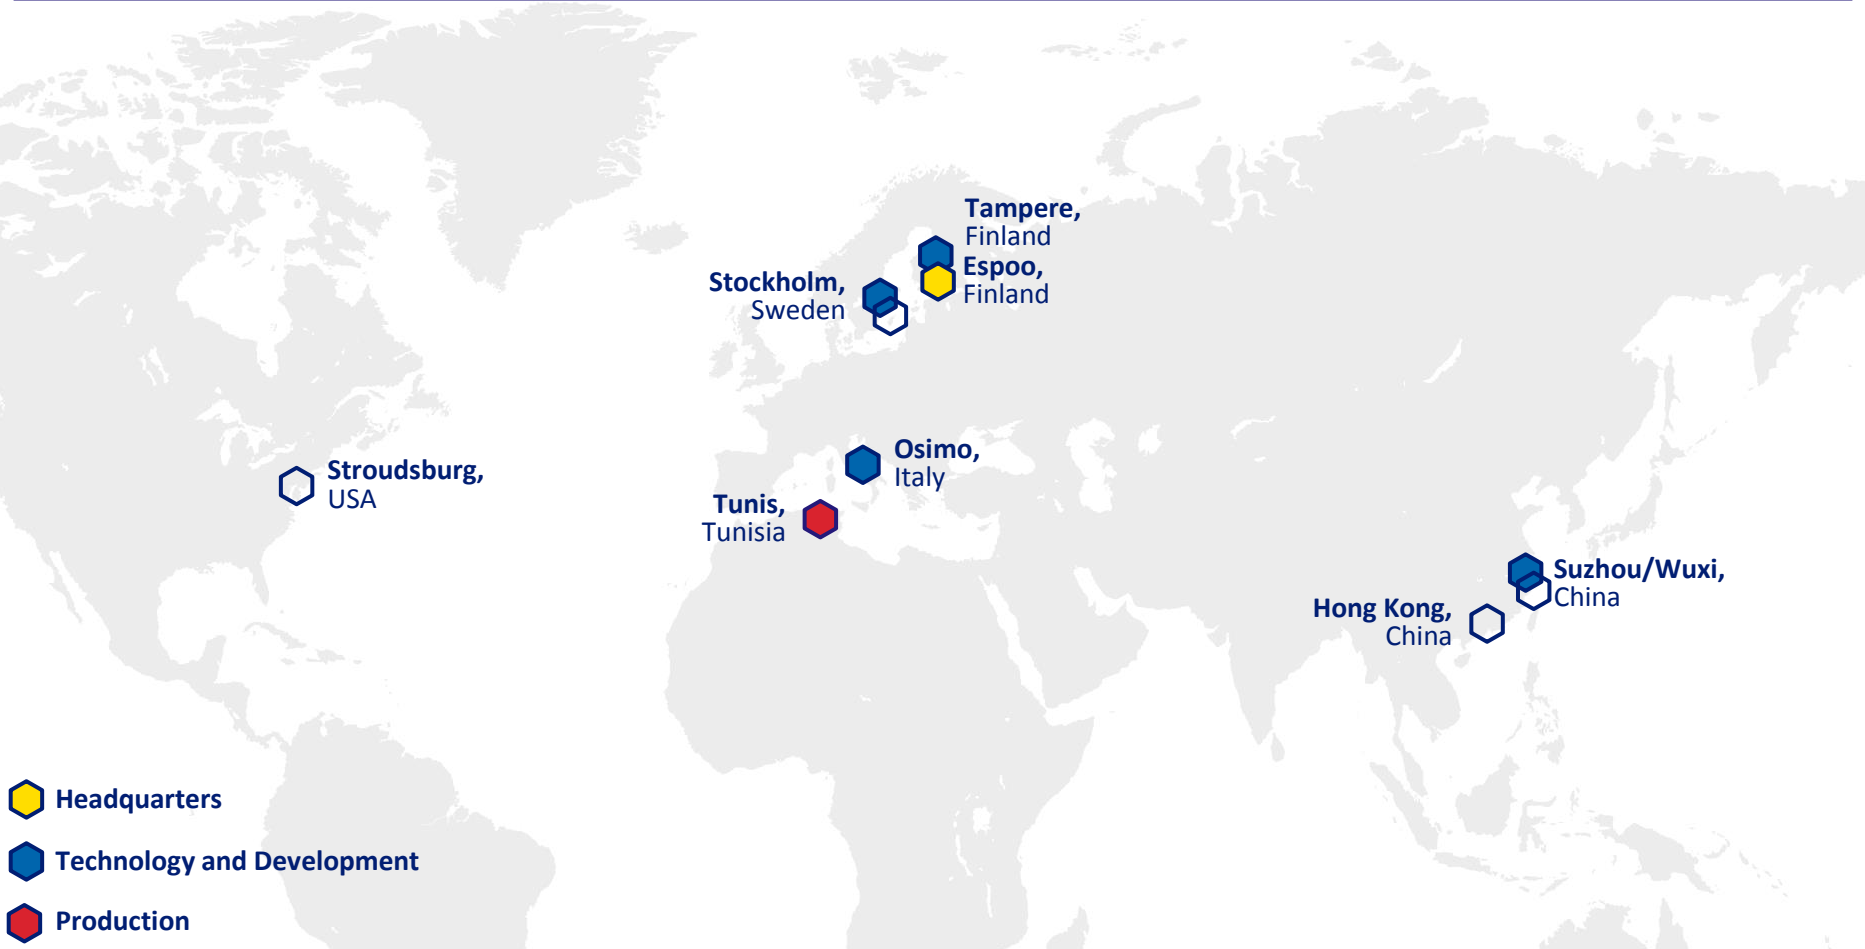 Tampere,
Finland
Espoo,
Finland
Stockholm,
Sweden
Osimo,
Italy
Stroudsburg,
USA
Tunis,
Tunisia
Suzhou/Wuxi,
China
Hong Kong,
China
Headquarters
Technology and Development
Production